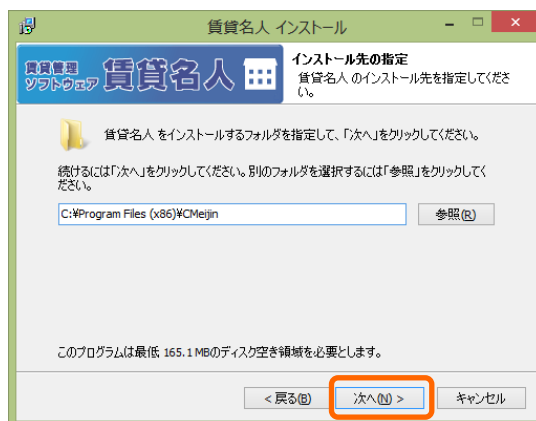 賃貸名人 インストール
賃貸管理
ソフトウェア 賃貸名人
インストール先の指定
賃貸名人 のインストール先を指定してくださ
い。
賃貸名人 をインストールするフォルダを指定して、「次へ」をクリックしてください。
続けるには「次へ」をクリックしてください。別のフォルダを選択するには「参照」をクリックしてく
ださい。
C:¥Program Files (x86)¥CMeijin
参照(R)
このプログラムは最低 165.1 MBのディスク空き領域を必要とします。
< 戻る(B)
次へ(N) >
キャンセル